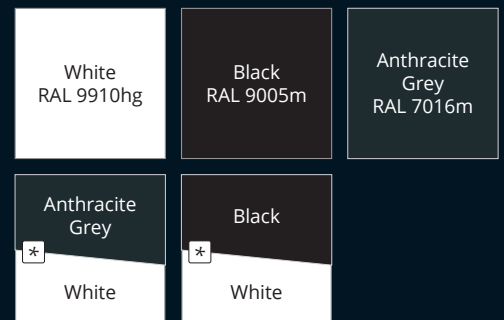 White
RAL 9910hg
Black
RAL 9005m
Anthracite
Grey
RAL 7016m
Anthracite
Grey
*
White
Black
*
White